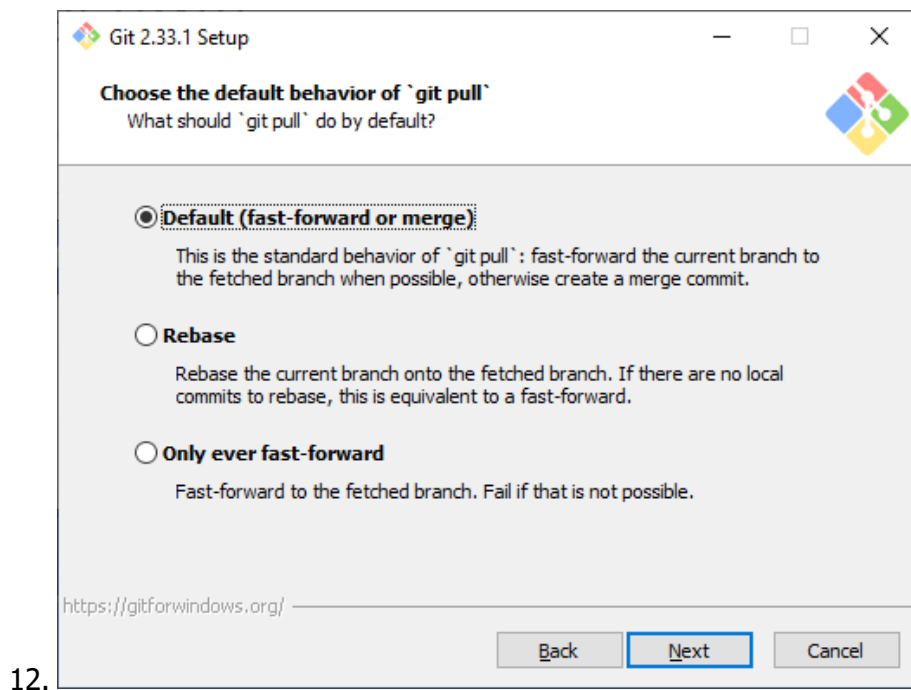 Git 2.33.1 Setup
Choose the default behavior of `git pull`
What should `git pull` do by default?
Default (fast-forward or merge)
This is the standard behavior of `git pull`: fast-forward the current branch to
the fetched branch when possible, otherwise create a merge commit.
Rebase
Rebase the current branch onto the fetched branch. If there are no local
commits to rebase, this is equivalent to a fast-forward.
Only ever fast-forward
Fast-forward to the fetched branch. Fail if that is not possible.
https://gitforwindows.org/
Back Next Cancel
12.